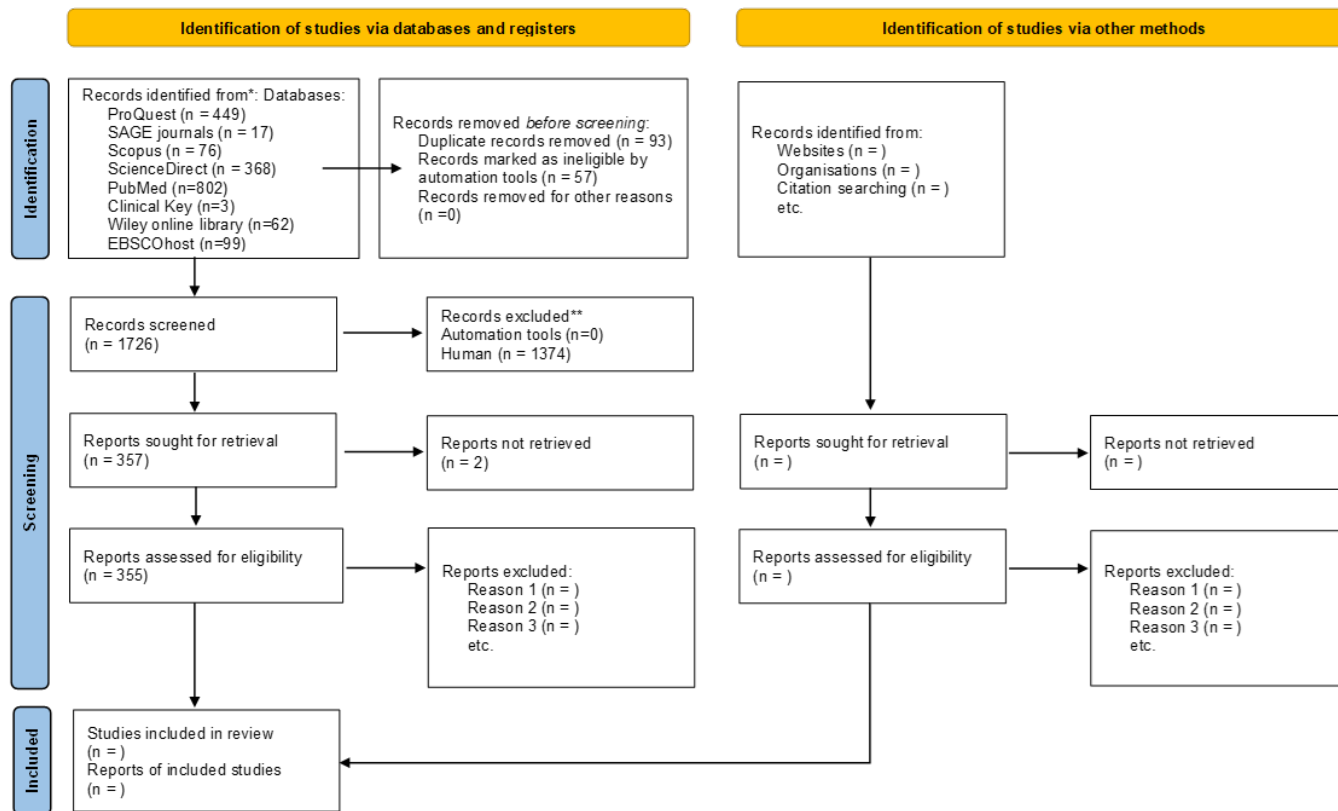 Identification of studies via databases and registers
Identification of studies via other methods
Identification
Records identified from*: Databases:
ProQuest (n = 449)
SAGE journals (n = 17)
Scopus (n = 76)
ScienceDirect (n = 368)
PubMed (n=802)
Clinical Key (n=3)
Wiley online library (n=62)
EBSCOhost (n=99)
Records removed before screening:
Duplicate records removed (n = 93)
Records marked as ineligible by
automation tools (n = 57)
Records removed for other reasons
(n =0)
Records identified from:
Websites (n = )
Organisations (n = )
Citation searching (n = )
etc.
Screening
Records screened
(n = 1726)
Records excluded**
Automation tools (n=0)
Human (n = 1374)
Reports sought for retrieval
(n = 357)
Reports not retrieved
(n = 2)
Reports sought for retrieval
(n = )
Reports not retrieved
(n = )
Reports assessed for eligibility
(n = 355)
Reports excluded:
Reason 1 (n = )
Reason 2 (n = )
Reason 3 (n = )
etc.
Reports assessed for eligibility
(n = )
Reports excluded:
Reason 1 (n = )
Reason 2 (n = )
Reason 3 (n = )
etc.
Included
Studies included in review
(n = )
Reports of included studies
(n = )